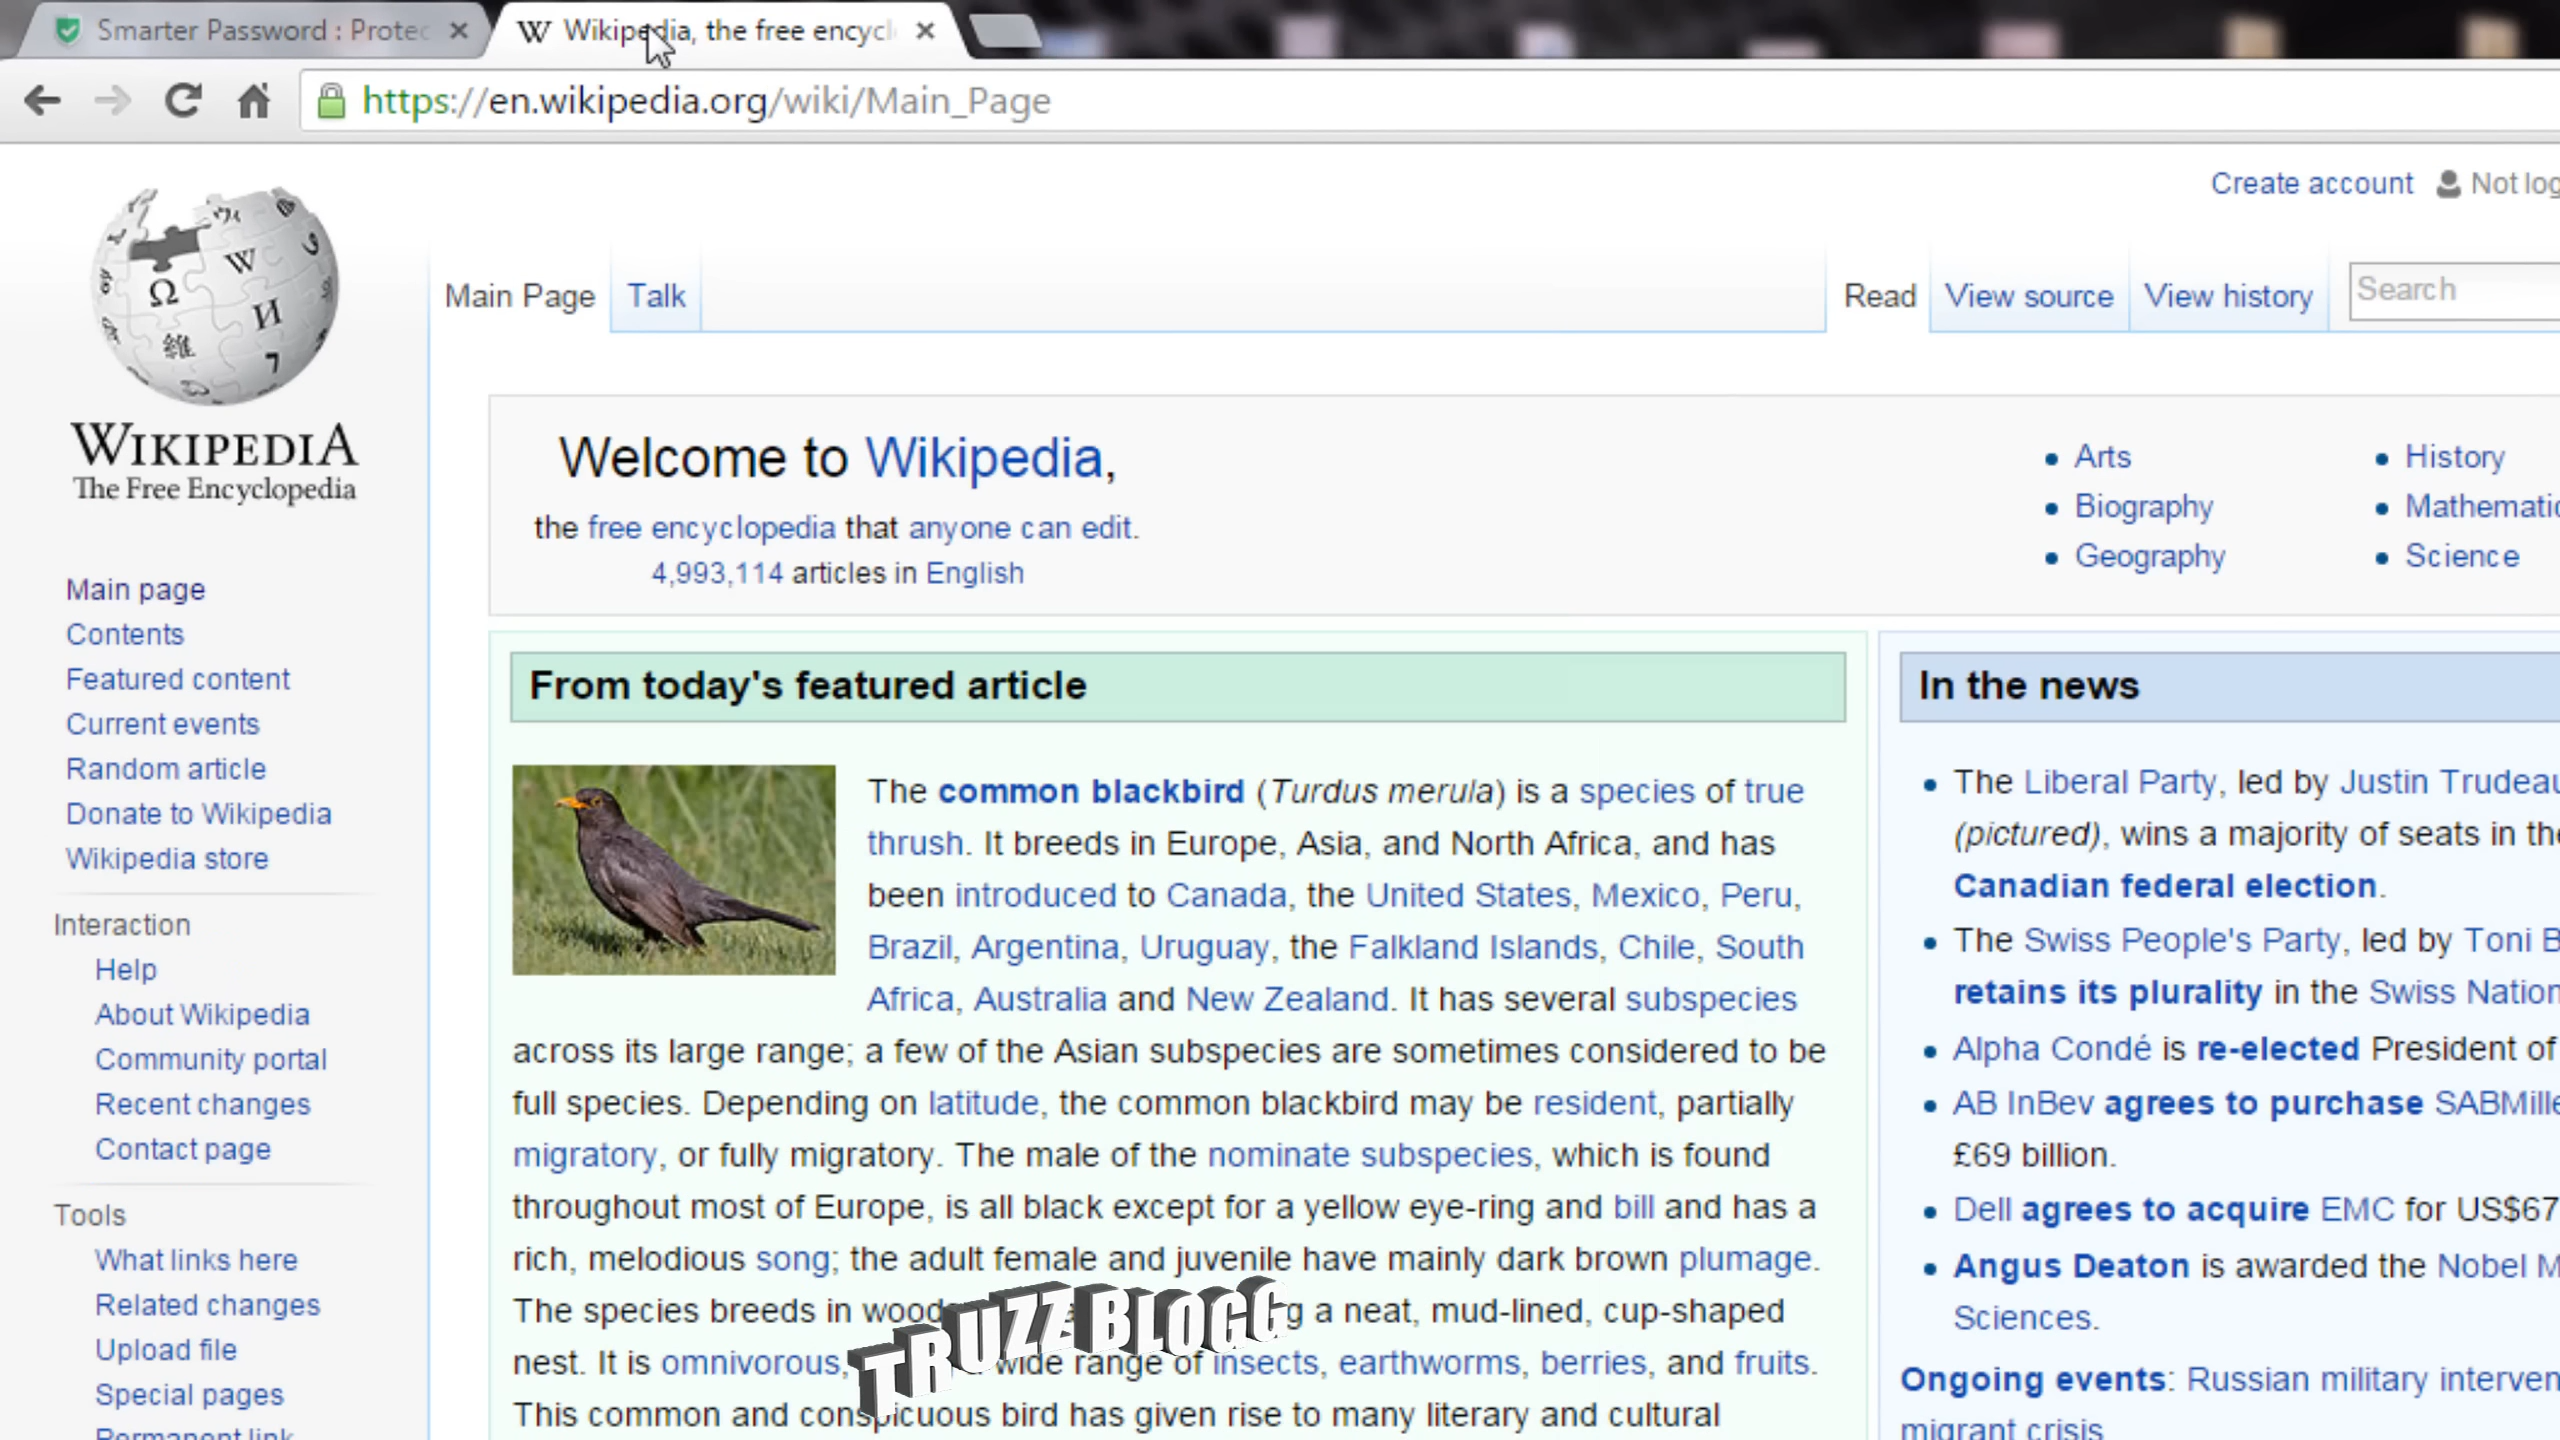 Smarter Password : Protec
Wikipedia, the free encycl
https://en.wikipedia.org/wiki/Main_Page
Create account Not log
Main Page Talk Read View source View history Search
WIKIPEDIA
The Free Encyclopedia
Welcome to Wikipedia,
the free encyclopedia that anyone can edit.
4,993,114 articles in English
Arts
Biography
Geography
History
Mathematic
Science
Main page
Contents
Featured content
Current events
Random article
Donate to Wikipedia
Wikipedia store
Interaction
Help
About Wikipedia
Community portal
Recent changes
Contact page
Tools
What links here
Related changes
Upload file
Special pages
Permanent link
From today's featured article
The common blackbird (Turdus merula) is a species of true
thrush. It breeds in Europe, Asia, and North Africa, and has
been introduced to Canada, the United States, Mexico, Peru,
Brazil, Argentina, Uruguay, the Falkland Islands, Chile, South
Africa, Australia and New Zealand. It has several subspecies
across its large range; a few of the Asian subspecies are sometimes considered to be
full species. Depending on latitude, the common blackbird may be resident, partially
migratory, or fully migratory. The male of the nominate subspecies, which is found
throughout most of Europe, is all black except for a yellow eye-ring and bill and has a
rich, melodious song; the adult female and juvenile have mainly dark brown plumage.
The species breeds in wood g a neat, mud-lined, cup-shaped
nest. It is omnivorous, wide range of insects, earthworms, berries, and fruits.
This common and conspicuous bird has given rise to many literary and cultural
TRUZZ BLOGG
In the news
The Liberal Party, led by Justin Trudeau
(pictured), wins a majority of seats in the
Canadian federal election.
The Swiss People's Party, led by Toni B
retains its plurality in the Swiss Nation
Alpha Condé is re-elected President of
AB InBev agrees to purchase SABMille
£69 billion.
Dell agrees to acquire EMC for US$67
Angus Deaton is awarded the Nobel M
Sciences.
Ongoing events: Russian military interven
migrant crisis